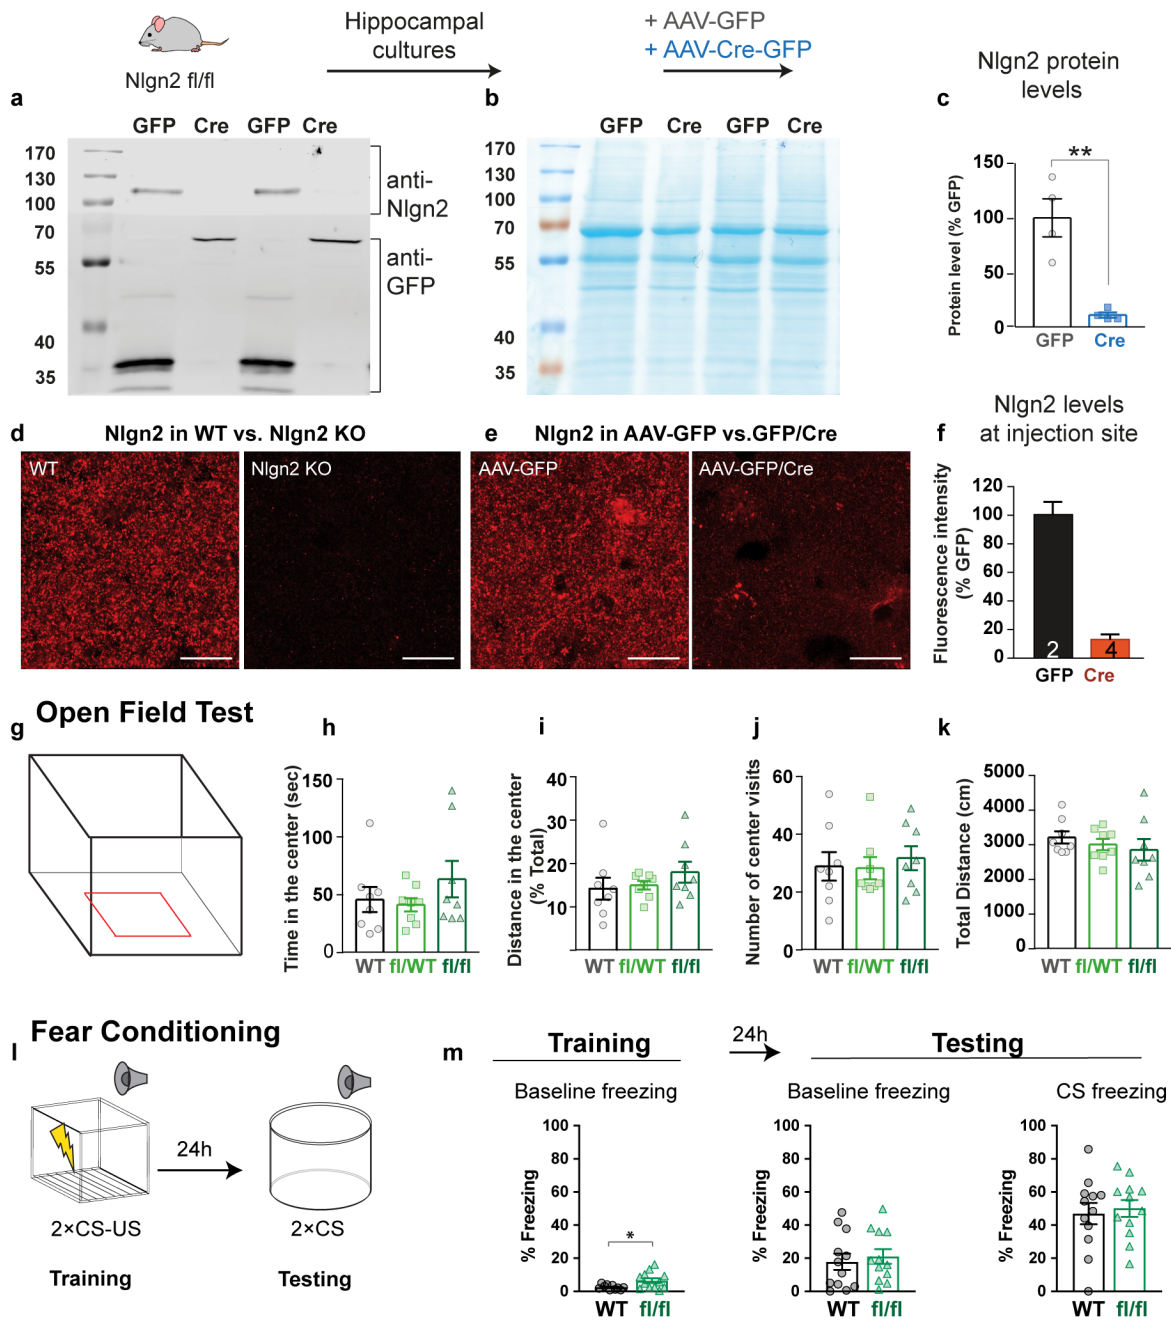 Nlgn2 fl/fl
Hippocampal
cultures
+ AAV-GFP
+ AAV-Cre-GFP
a
GFP Cre GFP Cre
170
130
100
70
55
40
35
anti-
Nlgn2
anti-
GFP
b
GFP Cre GFP Cre
170
130
100
70
55
40
35
Nlgn2 protein
levels
c
Protein level (% GFP)
150
100
50
0
**
GFP Cre
d Nlgn2 in WT vs. Nlgn2 KO
WT
Nlgn2 KO
e Nlgn2 in AAV-GFP vs.GFP/Cre
AAV-GFP
AAV-GFP/Cre
Nlgn2 levels
at injection site
f
Fluorescence intensity
(% GFP)
120
100
80
60
40
20
0
2 4
GFP Cre
g Open Field Test
h
Time in the center (sec)
150
100
50
0
WT fl/WT fl/fl
i
Distance in the center
(% Total)
40
30
20
10
0
WT fl/WT fl/fl
j
Number of center visits
60
40
20
0
WT fl/WT fl/fl
k
Total Distance (cm)
5000
4000
3000
2000
1000
0
WT fl/WT fl/fl
Fear Conditioning
l
24h
2×CS-US
2×CS
Training
Testing
m
Training
24h
Testing
Baseline freezing
% Freezing
100
80
60
40
20
0
*
WT fl/fl
Baseline freezing
% Freezing
100
80
60
40
20
0
WT fl/fl
CS freezing
% Freezing
100
80
60
40
20
0
WT fl/fl